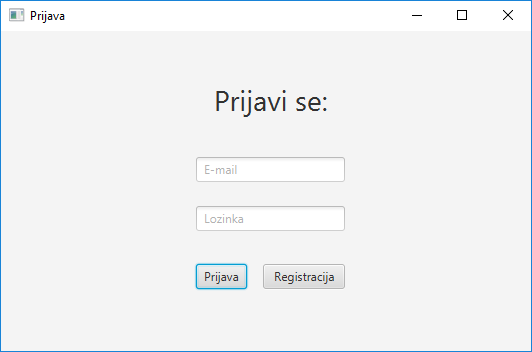 Prijava
Prijavi se:
E-mail
Lozinka
Prijava Registracija